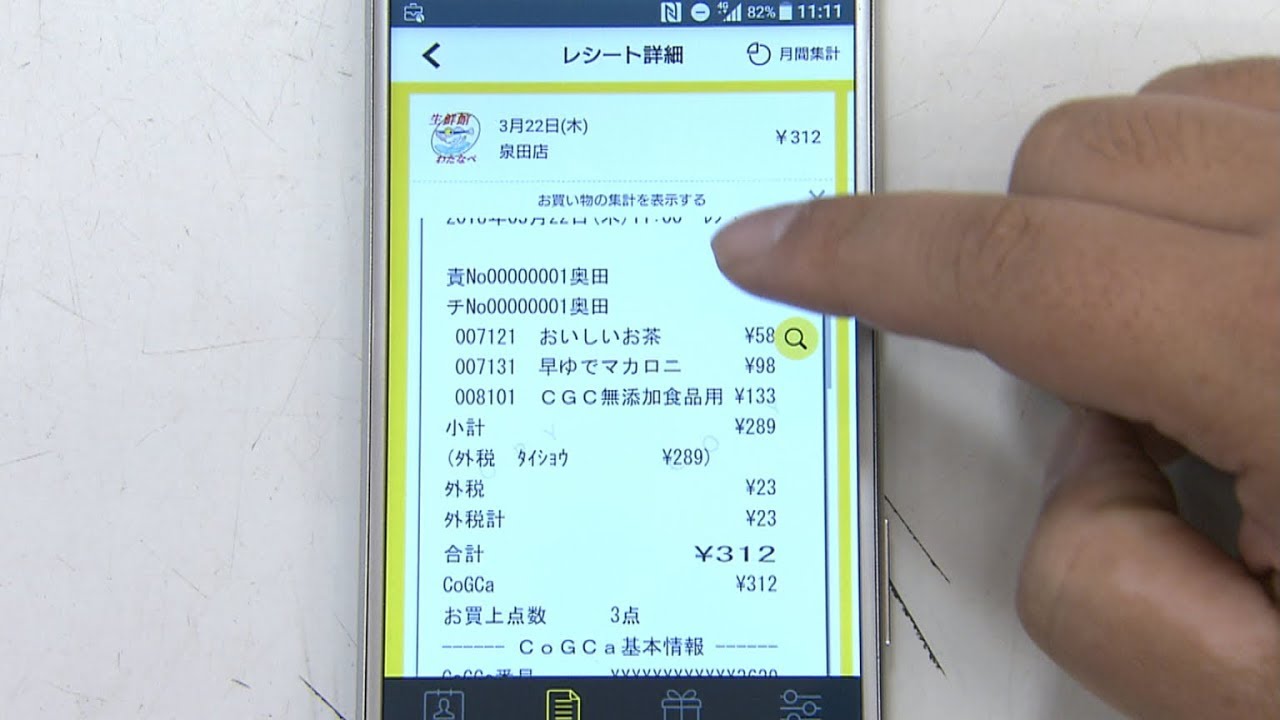 4G 82% 11:11
レシート詳細 月間集計
生鮮館
わたなべ
3月22日(木)
泉田店
¥312
お買い物の集計を表示する
責No00000001奥田
チNo00000001奥田
007121 おいしいお茶 ¥58
007131 早ゆでマカロニ ¥98
008101 CGC無添加食品用 ¥133
小計 ¥289
(外税 ﾀｲｼｮｳ ¥289)
外税 ¥23
外税計 ¥23
合計 ¥312
CoGCa ¥312
お買上点数 3点
------ CoGCa基本情報 ------